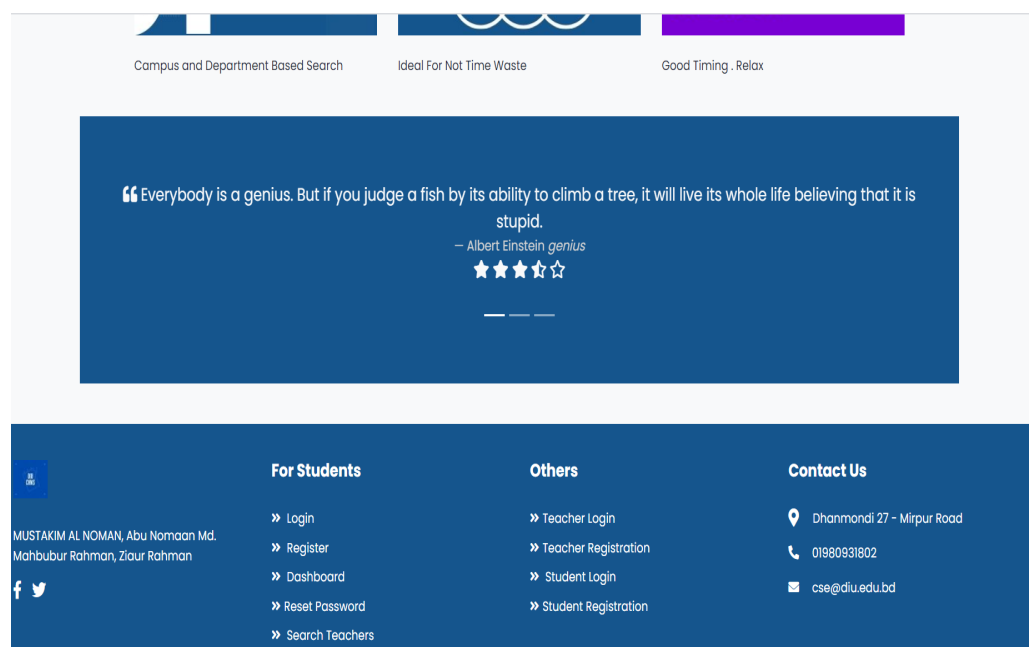 Campus and Department Based Search
Ideal For Not Time Waste
Good Timing . Relax
❝ Everybody is a genius. But if you judge a fish by its ability to climb a tree, it will live its whole life believing that it is
stupid.
— Albert Einstein genius
MUSTAKIM AL NOMAN, Abu Nomaan Md.
Mahbubur Rahman, Ziaur Rahman
For Students
» Login
» Register
» Dashboard
» Reset Password
» Search Teachers
Others
» Teacher Login
» Teacher Registration
» Student Login
» Student Registration
Contact Us
Dhanmondi 27 - Mirpur Road
01980931802
cse@diu.edu.bd